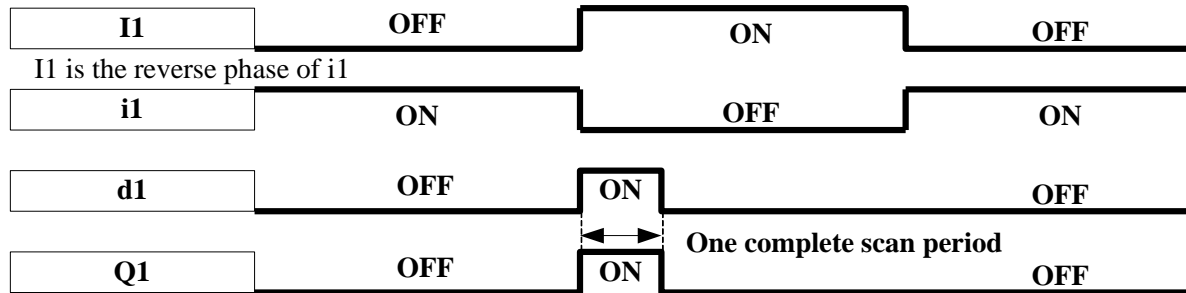 I1 OFF ON OFF
I1 is the reverse phase of i1
i1 ON OFF ON
d1 OFF ON OFF
One complete scan period
Q1 OFF ON OFF